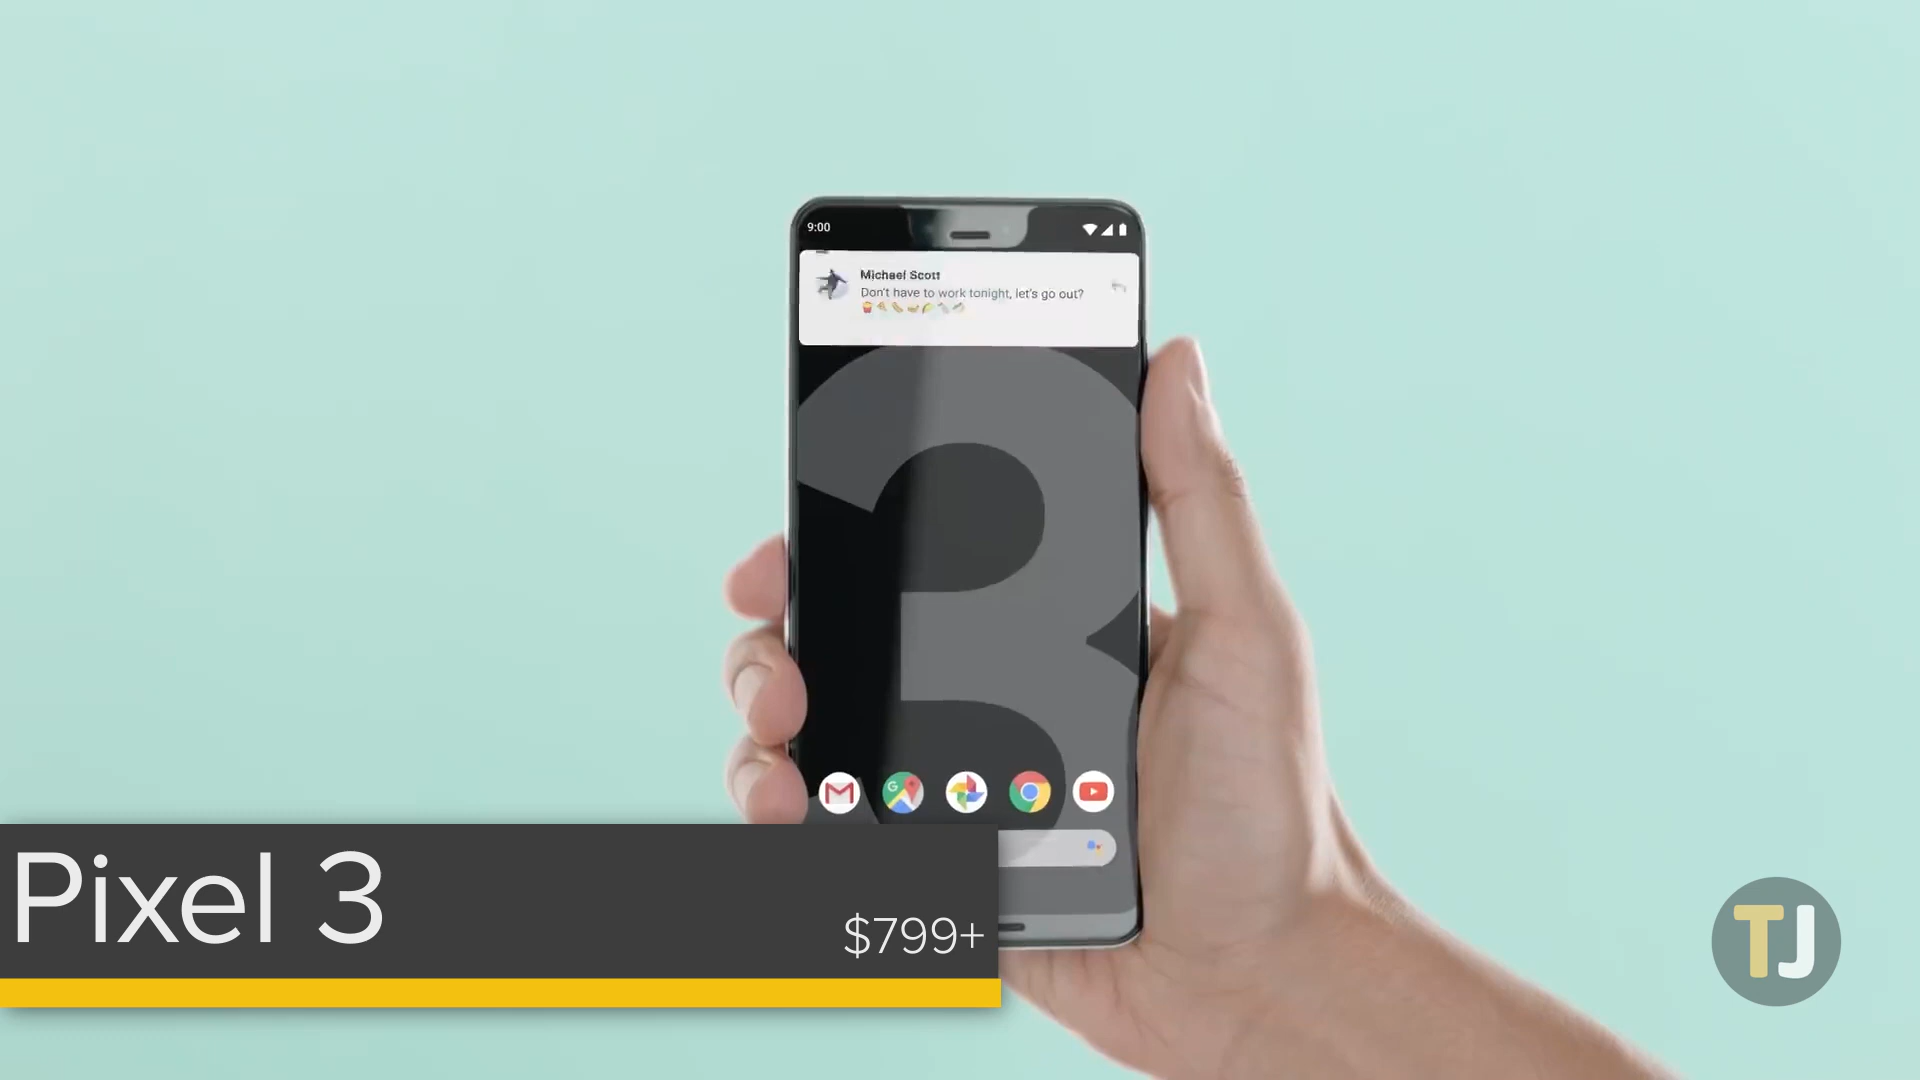 9:00
Michael Scott
Don't have to work tonight, let's go out?
G
Pixel 3
$799+
TJ